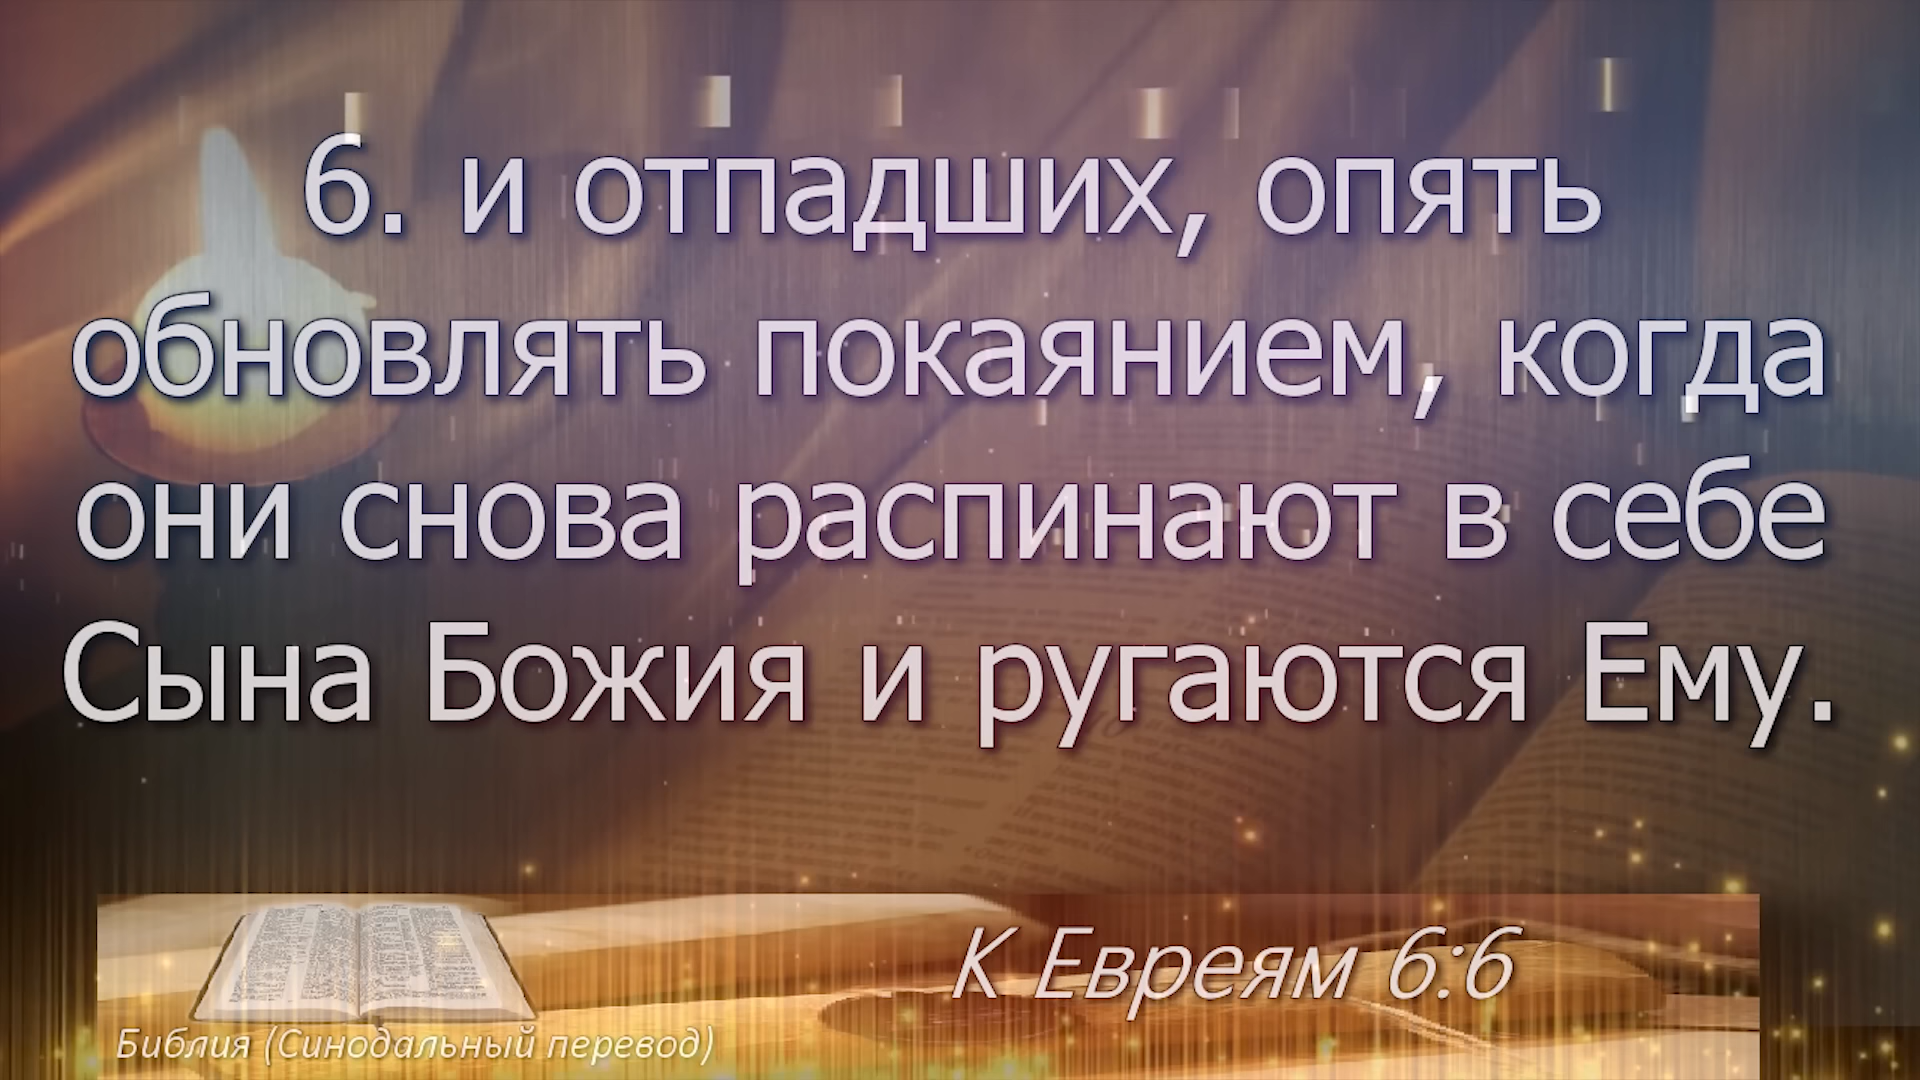 6. и отпадших, опять
обновлять покаянием, когда
они снова распинают в себе
Сына Божия и ругаются Ему.
К Евреям 6:6
Библия (Синодальный перевод)